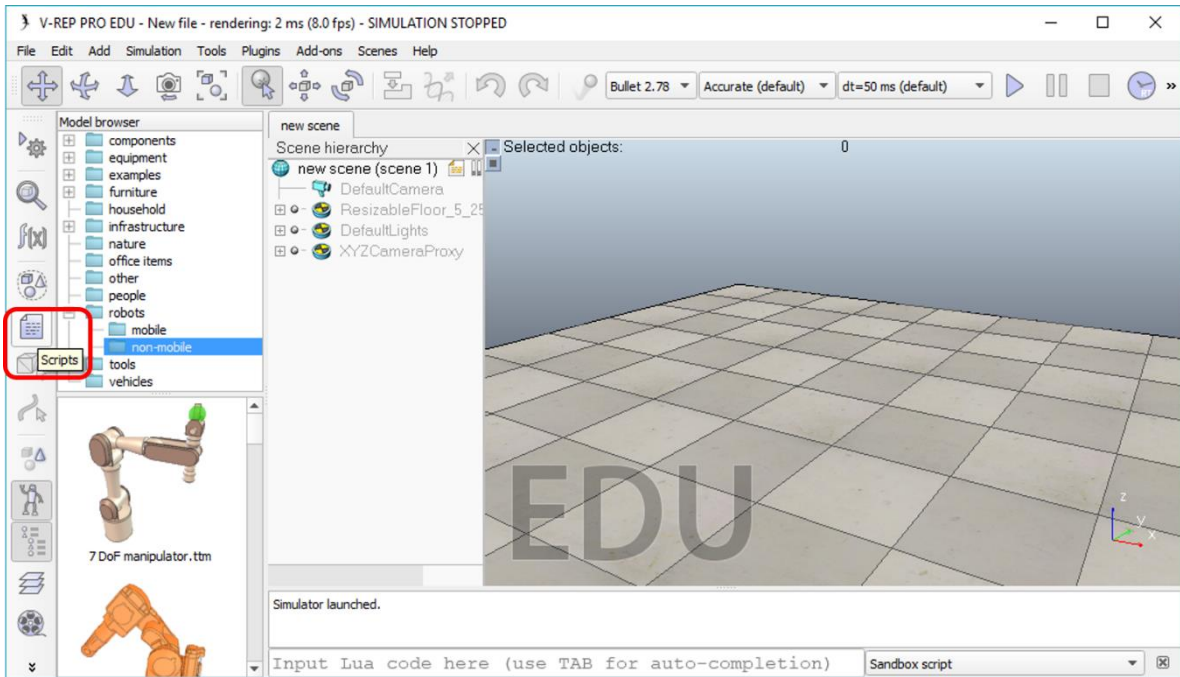 V-REP PRO EDU - New file - rendering: 2 ms (8.0 fps) - SIMULATION STOPPED
File Edit Add Simulation Tools Plugins Add-ons Scenes Help
Bullet 2.78 Accurate (default) dt=50 ms (default)
Model browser
components
equipment
examples
furniture
household
infrastructure
nature
office items
other
people
robots
mobile
non-mobile
tools
vehicles
Scripts
7 DoF manipulator.ttm
new scene
Scene hierarchy
new scene (scene 1)
DefaultCamera
ResizableFloor_5_25
DefaultLights
XYZCameraProxy
Selected objects: 0
EDU
z
y
x
Simulator launched.
Input Lua code here (use TAB for auto-completion) Sandbox script